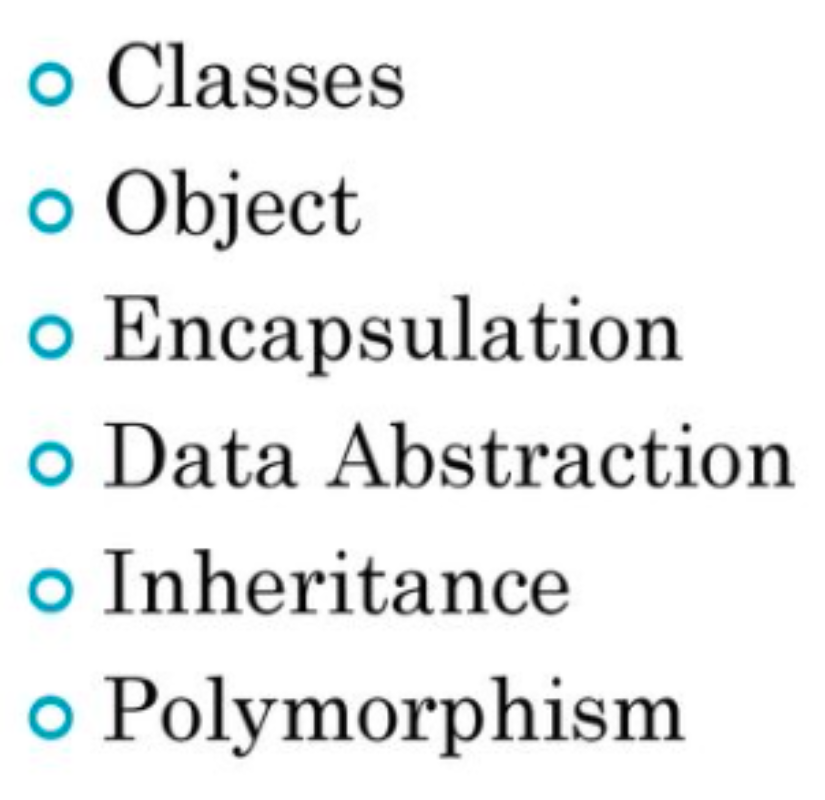 Classes
Object
Encapsulation
Data Abstraction
Inheritance
Polymorphism